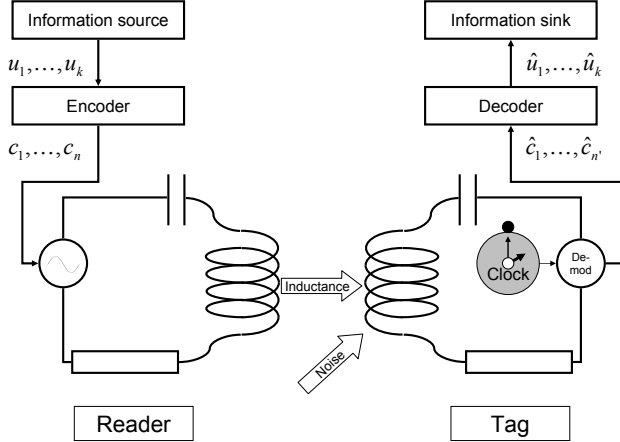 Information source
Information sink
u₁,…,uₖ
û₁,…,ûₖ
Encoder
Decoder
c₁,…,cₙ
ĉ₁,…,ĉₙ'
Clock
De-
mod
Inductance
Noise
Reader
Tag